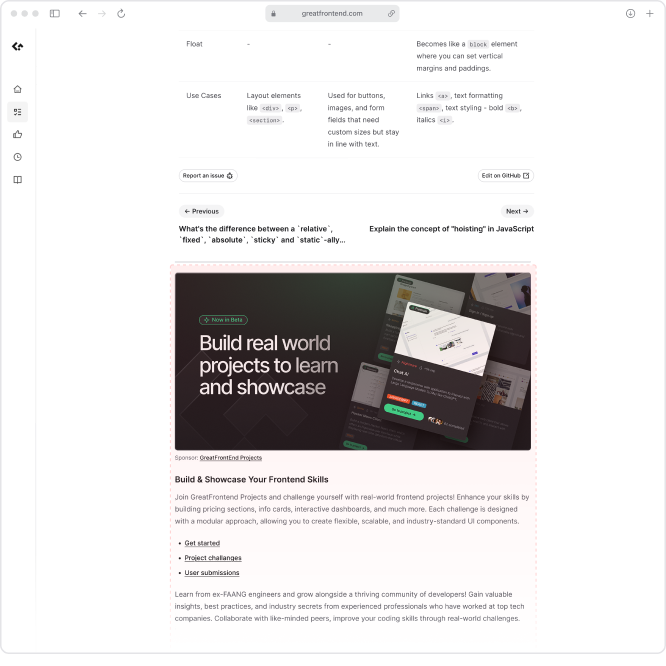 greatfrontend.com
Float - - Becomes like a block element
where you can set vertical
margins and paddings.
Use Cases Layout elements Used for buttons, Links <a>, text formatting
like <div>, <p>, images, and form <span>, text styling - bold <b>,
<section>. fields that need italics <i>.
custom sizes but stay
in line with text.
Report an issue Edit on GitHub
← Previous Next →
What's the difference between a `relative`, Explain the concept of "hoisting" in JavaScript
`fixed`, `absolute`, `sticky` and `static`-ally...
Now in Beta
Build real world
projects to learn
and showcase
Chat AI
Sponsor: GreatFrontEnd Projects
Build & Showcase Your Frontend Skills
Join GreatFrontend Projects and challenge yourself with real-world frontend projects! Enhance your skills by
building pricing sections, info cards, interactive dashboards, and much more. Each challenge is designed
with a modular approach, allowing you to create flexible, scalable, and industry-standard UI components.
• Get started
• Project challanges
• User submissions
Learn from ex-FAANG engineers and grow alongside a thriving community of developers! Gain valuable
insights, best practices, and industry secrets from experienced professionals who have worked at top tech
companies. Collaborate with like-minded peers, improve your coding skills through real-world challenges.